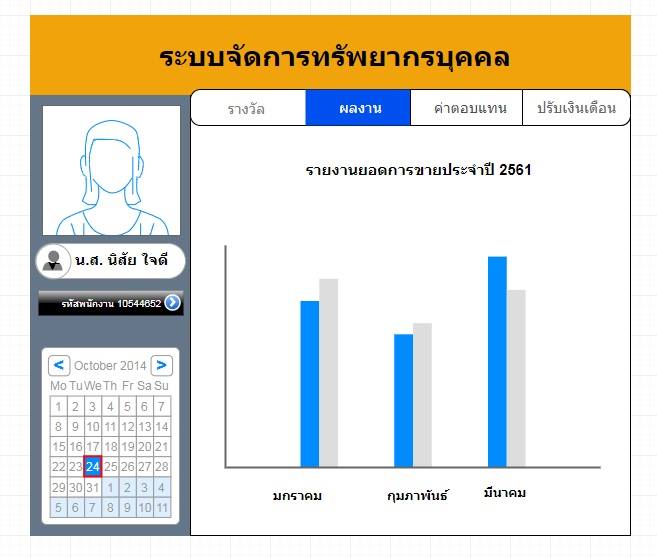 ระบบจัดการทรัพยากรบุคคล
รางวัล ผลงาน ค่าตอบแทน ปรับเงินเดือน
น.ส. นิสัย ใจดี
รหัสพนักงาน 10544652
< October 2014 >
Mo Tu We Th Fr Sa Su
1 2 3 4 5 6 7
8 9 10 11 12 13 14
15 16 17 18 19 20 21
22 23 24 25 26 27 28
29 30 31 1 2 3 4
5 6 7 8 9 10 11
รายงานยอดการขายประจำปี 2561
มกราคม กุมภาพันธ์ มีนาคม